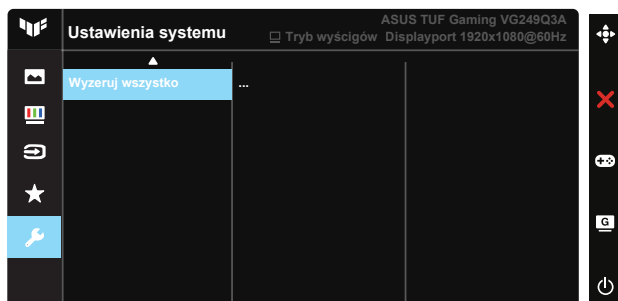 ASUS TUF Gaming VG249Q3A
Ustawienia systemu
Tryb wyścigów Displayport 1920x1080@60Hz
Wyzeruj wszystko ...
G